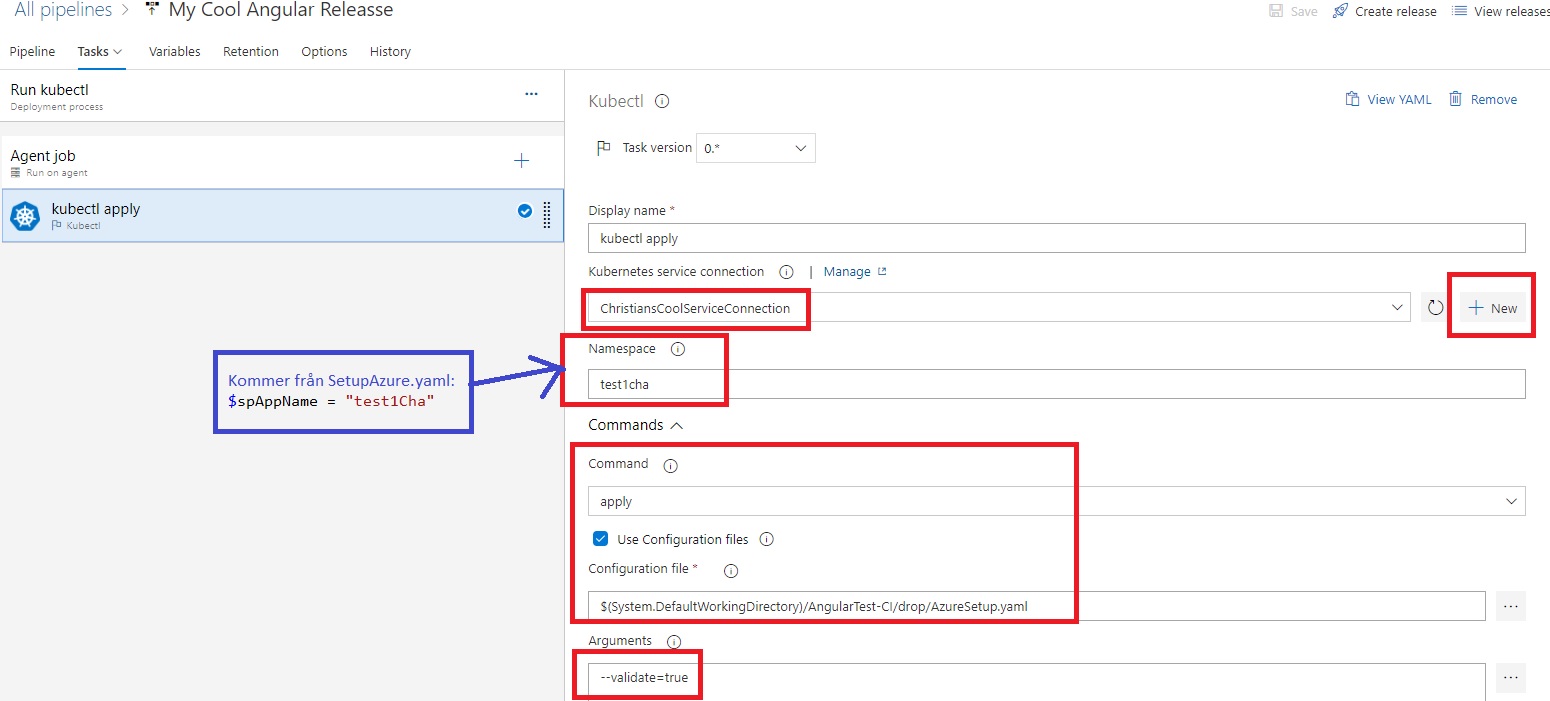 All pipelines > My Cool Angular Releasse
Save Create release View releases
Pipeline Tasks Variables Retention Options History
Run kubectl
Deployment process
...
Agent job
Run on agent
kubectl apply
Kubectl
Kubectl
View YAML Remove
Task version 0.*
Display name *
kubectl apply
Kubernetes service connection | Manage
ChristiansCoolServiceConnection
+ New
Namespace
test1cha
Kommer från SetupAzure.yaml:
$spAppName = "test1Cha"
Commands
Command
apply
Use Configuration files
Configuration file *
$(System.DefaultWorkingDirectory)/AngularTest-CI/drop/AzureSetup.yaml
...
Arguments
--validate=true
...